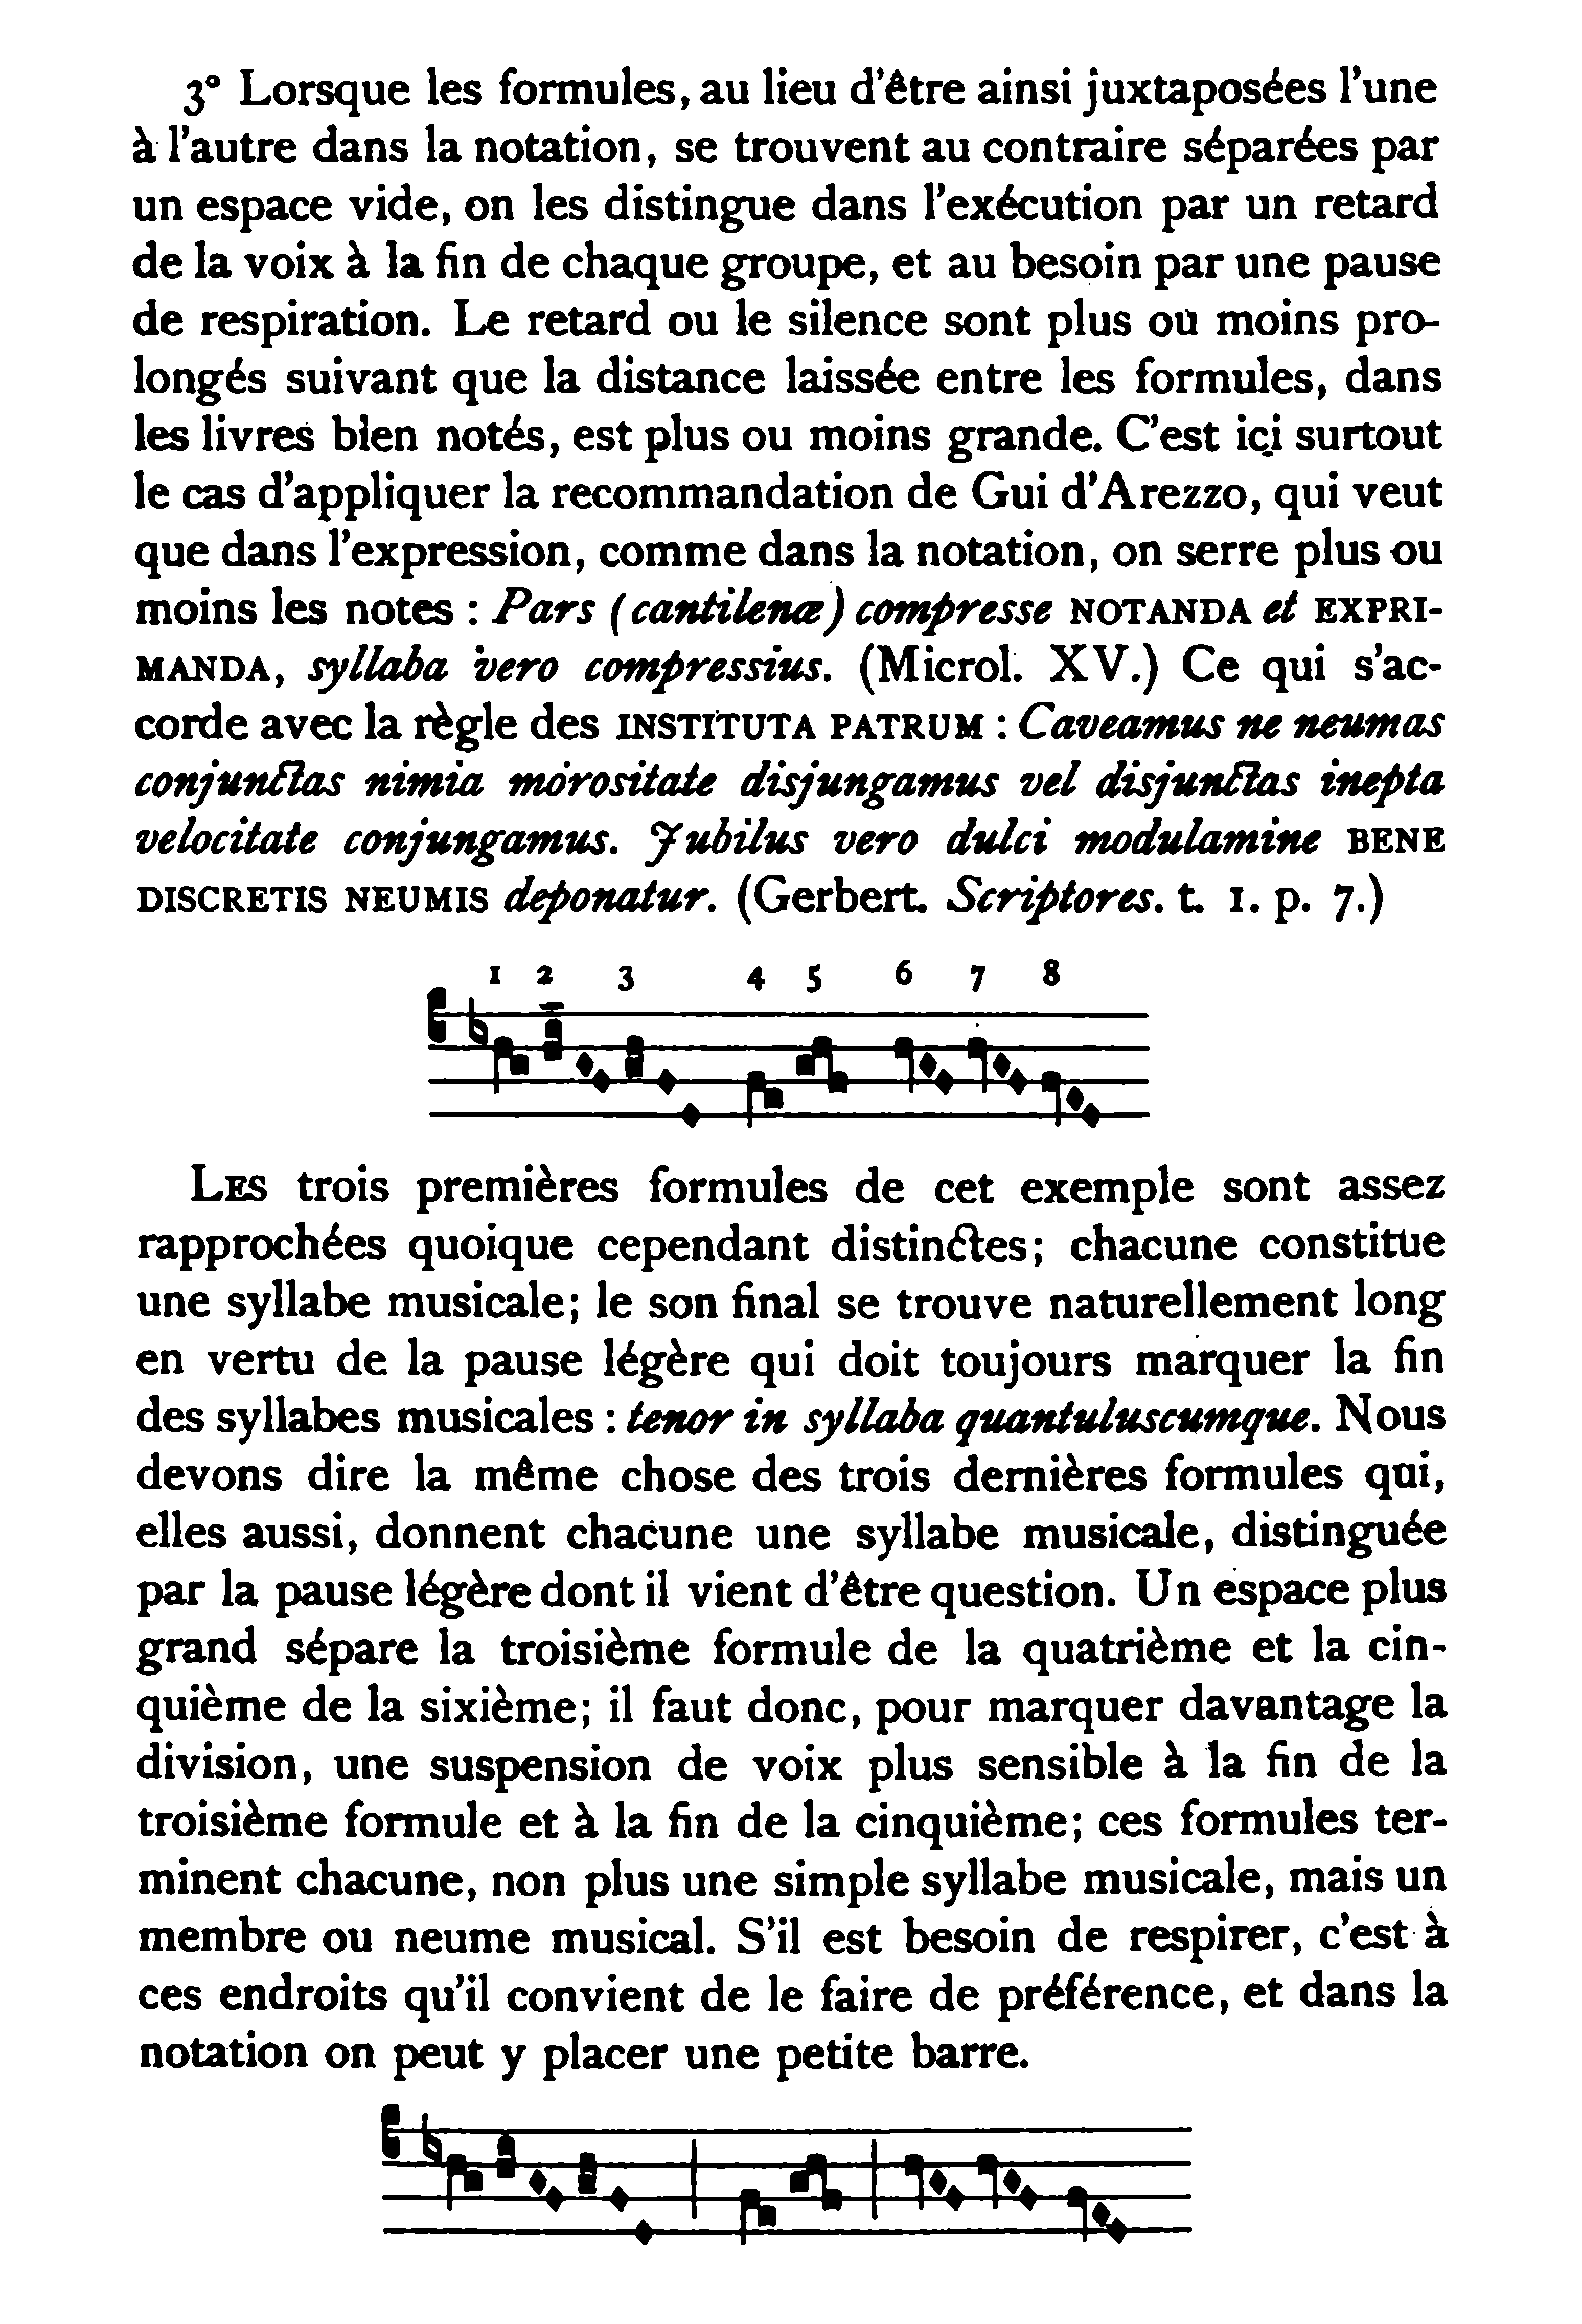 3° Lorsque les formules, au lieu d'être ainsi juxtaposées l'une
à l'autre dans la notation, se trouvent au contraire séparées par
un espace vide, on les distingue dans l'exécution par un retard
de la voix à la fin de chaque groupe, et au besoin par une pause
de respiration. Le retard ou le silence sont plus ou moins pro-
longés suivant que la distance laissée entre les formules, dans
les livres bien notés, est plus ou moins grande. C'est ici surtout
le cas d'appliquer la recommandation de Gui d'Arezzo, qui veut
que dans l'expression, comme dans la notation, on serre plus ou
moins les notes : Pars (cantilenæ) compresse NOTANDA et EXPRI-
MANDA, syllaba vero compressius. (Microl. XV.) Ce qui s'ac-
corde avec la règle des INSTITUTA PATRUM : Caveamus ne neumas
conjunctas nimia morositate disjungamus vel disjunctas inepta
velocitate conjungamus. Jubilus vero dulci modulamine BENE
DISCRETIS NEUMIS deponatur. (Gerbert. Scriptores. t. 1. p. 7.)
1 2 3 4 5 6 7 8
LES trois premières formules de cet exemple sont assez
rapprochées quoique cependant distinctes; chacune constitue
une syllabe musicale; le son final se trouve naturellement long
en vertu de la pause légère qui doit toujours marquer la fin
des syllabes musicales : tenor in syllaba quantuluscumque. Nous
devons dire la même chose des trois dernières formules qui,
elles aussi, donnent chacune une syllabe musicale, distinguée
par la pause légère dont il vient d'être question. Un espace plus
grand sépare la troisième formule de la quatrième et la cin-
quième de la sixième; il faut donc, pour marquer davantage la
division, une suspension de voix plus sensible à la fin de la
troisième formule et à la fin de la cinquième; ces formules ter-
minent chacune, non plus une simple syllabe musicale, mais un
membre ou neume musical. S'il est besoin de respirer, c'est à
ces endroits qu'il convient de le faire de préférence, et dans la
notation on peut y placer une petite barre.